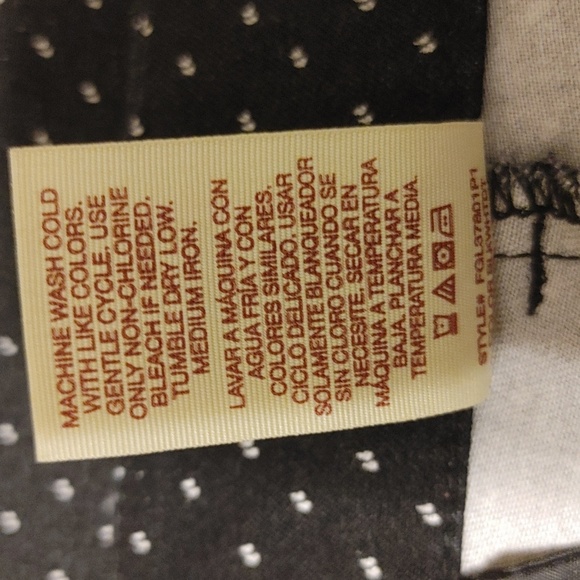 MACHINE WASH COLD
WITH LIKE COLORS.
GENTLE CYCLE. USE
ONLY NON-CHLORINE
BLEACH IF NEEDED.
TUMBLE DRY LOW.
MEDIUM IRON.
LAVAR A MÁQUINA CON
AGUA FRÍA Y CON
COLORES SIMILARES.
CICLO DELICADO. USAR
SOLAMENTE BLANQUEADOR
SIN CLORO CUANDO SE
NECESITE. SECAR EN
MÁQUINA A TEMPERATURA
BAJA. PLANCHAR A
TEMPERATURA MEDIA.
STYLE# FGL37801P1